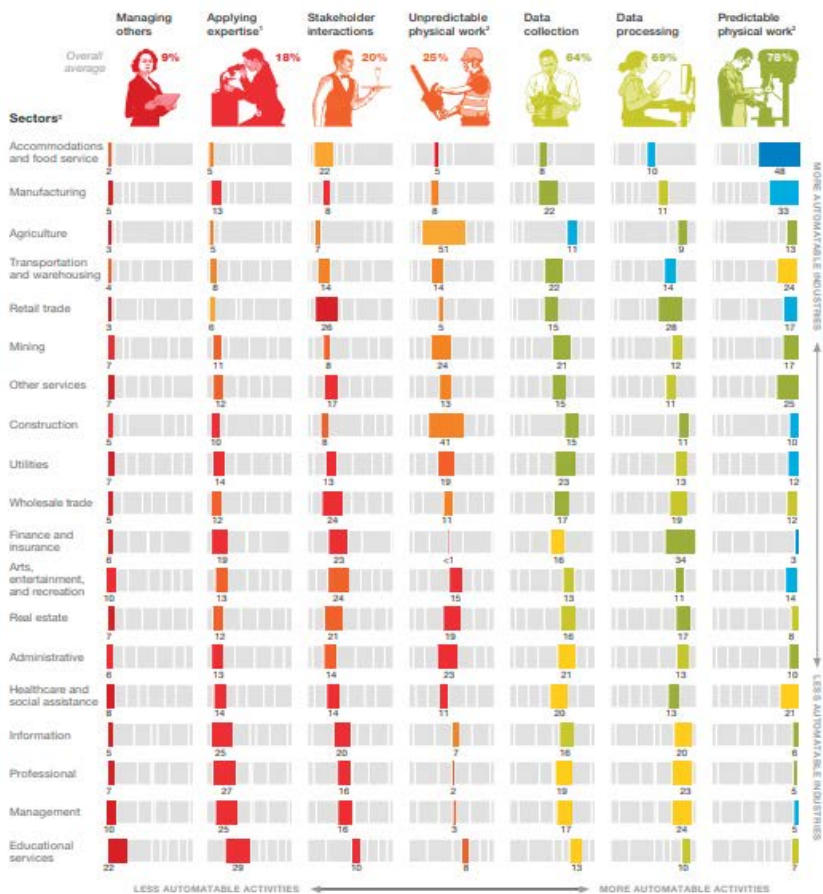 Managing others
Applying expertise¹
Stakeholder interactions
Unpredictable physical work²
Data collection
Data processing
Predictable physical work²
Overall average
9%
18%
20%
25%
64%
69%
78%
Sectors³
Accommodations and food service
2 5 22 5 8 10 48
Manufacturing
5 13 8 8 22 11 33
Agriculture
3 5 7 51 11 9 13
Transportation and warehousing
4 8 14 14 22 14 24
Retail trade
3 6 26 5 15 28 17
Mining
7 11 8 24 21 12 17
Other services
7 12 17 13 15 11 25
Construction
5 10 8 41 15 11 10
Utilities
7 14 13 19 23 13 12
Wholesale trade
5 12 24 11 17 19 12
Finance and insurance
6 19 23 <1 16 34 3
Arts, entertainment, and recreation
10 13 24 15 13 11 14
Real estate
7 12 21 19 16 17 8
Administrative
6 13 14 23 21 13 10
Healthcare and social assistance
8 14 14 11 20 13 21
Information
5 25 20 7 16 20 6
Professional
7 27 16 2 19 23 5
Management
10 25 16 3 17 24 5
Educational services
22 29 10 8 13 10 7
MORE AUTOMATABLE INDUSTRIES
LESS AUTOMATABLE INDUSTRIES
LESS AUTOMATABLE ACTIVITIES
MORE AUTOMATABLE ACTIVITIES